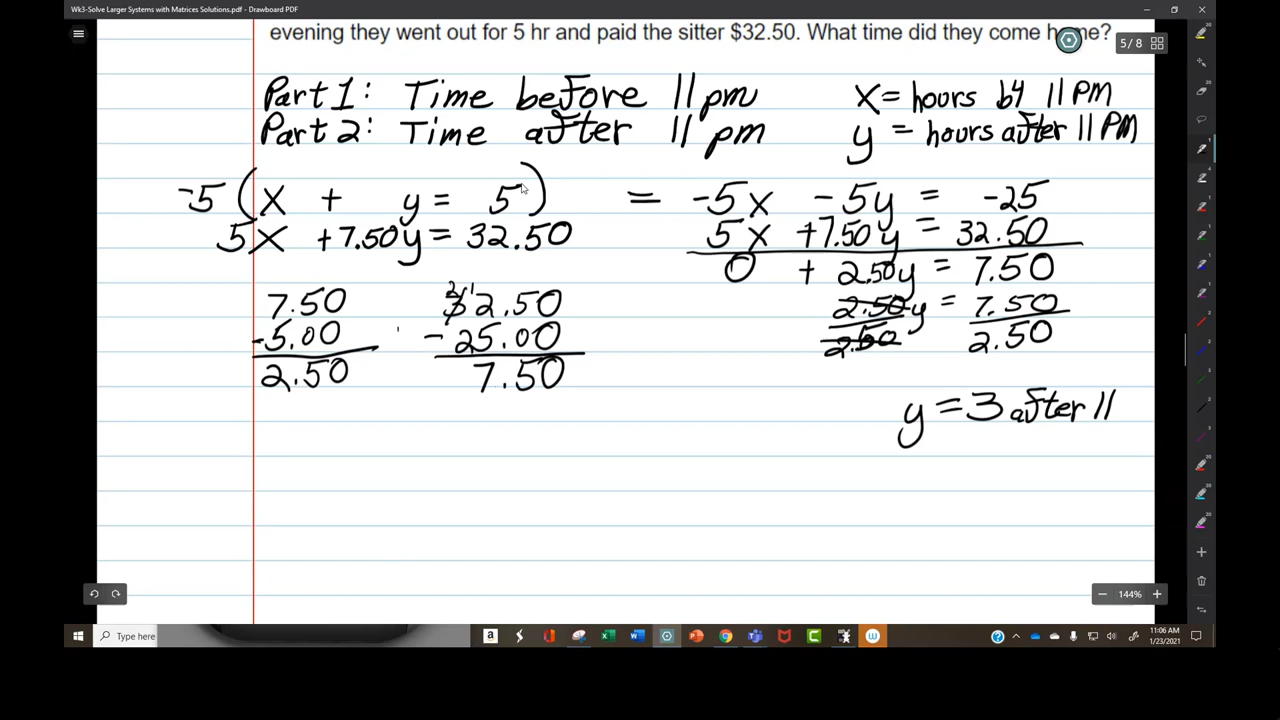 Wk3-Solve Larger Systems with Matrices Solutions.pdf - Drawboard PDF
evening they went out for 5 hr and paid the sitter $32.50. What time did they come home?
5/8
Part 1: Time before 11 pm
x = hours by 11 PM
Part 2: Time after 11 pm
y = hours after 11 PM
-5 (x + y = 5) = -5x - 5y = -25
5x + 7.50y = 32.50
5x + 7.50y = 32.50
0 + 2.50y = 7.50
7.50
32.50
2.50y = 7.50
- 5.00
- 25.00
2.50 2.50
2.50
7.50
y = 3 after 11
144%
Type here
11:06 AM
1/23/2021